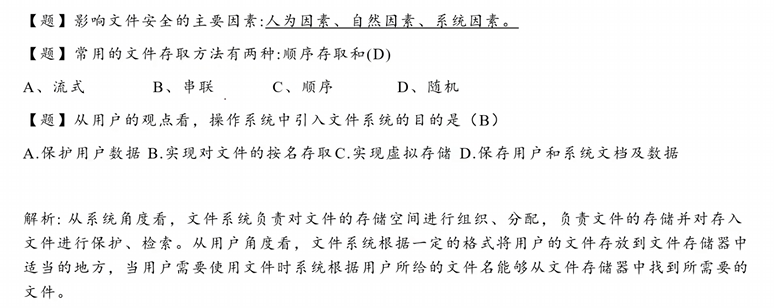 【题】影响文件安全的主要因素:人为因素、自然因素、系统因素。
【题】常用的文件存取方法有两种:顺序存取和(D)
A、流式 B、串联 C、顺序 D、随机
【题】从用户的观点看，操作系统中引入文件系统的目的是（B）
A.保护用户数据 B.实现对文件的按名存取C.实现虚拟存储 D.保存用户和系统文档及数据
解析: 从系统角度看，文件系统负责对文件的存储空间进行组织、分配，负责文件的存储并对存入
文件进行保护、检索。从用户角度看，文件系统根据一定的格式将用户的文件存放到文件存储器中
适当的地方，当用户需要使用文件时系统根据用户所给的文件名能够从文件存储器中找到所需要的
文件。